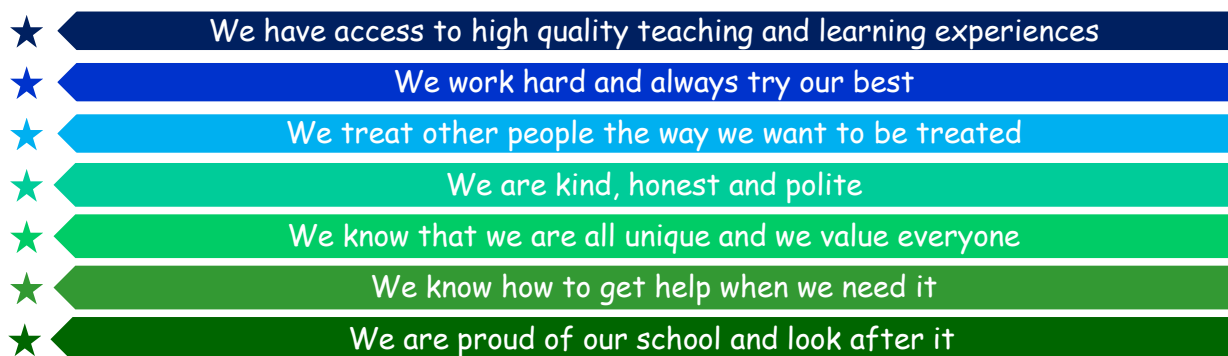 We have access to high quality teaching and learning experiences
We work hard and always try our best
We treat other people the way we want to be treated
We are kind, honest and polite
We know that we are all unique and we value everyone
We know how to get help when we need it
We are proud of our school and look after it